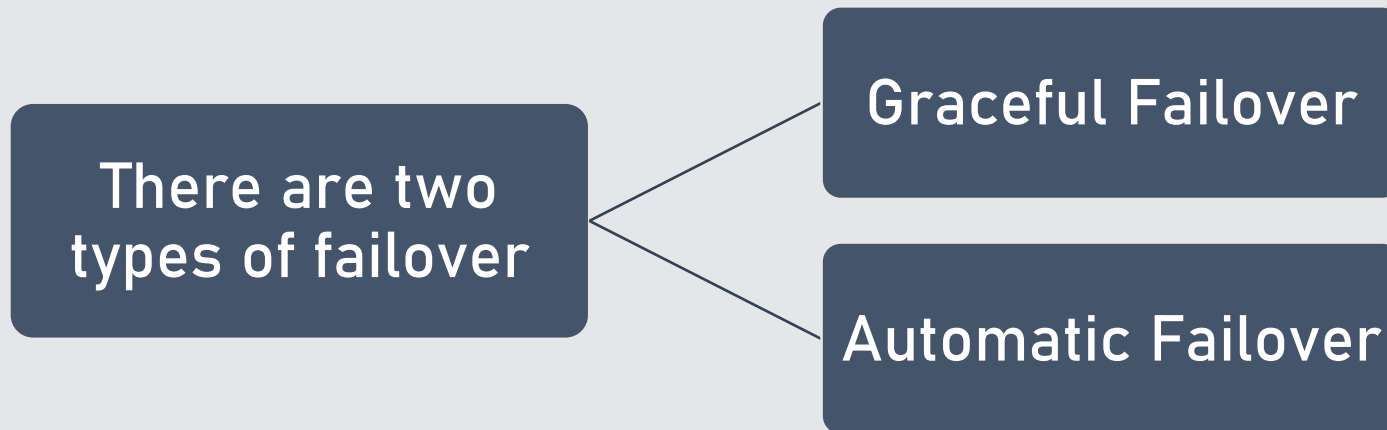 There are two
types of failover
Graceful Failover
Automatic Failover